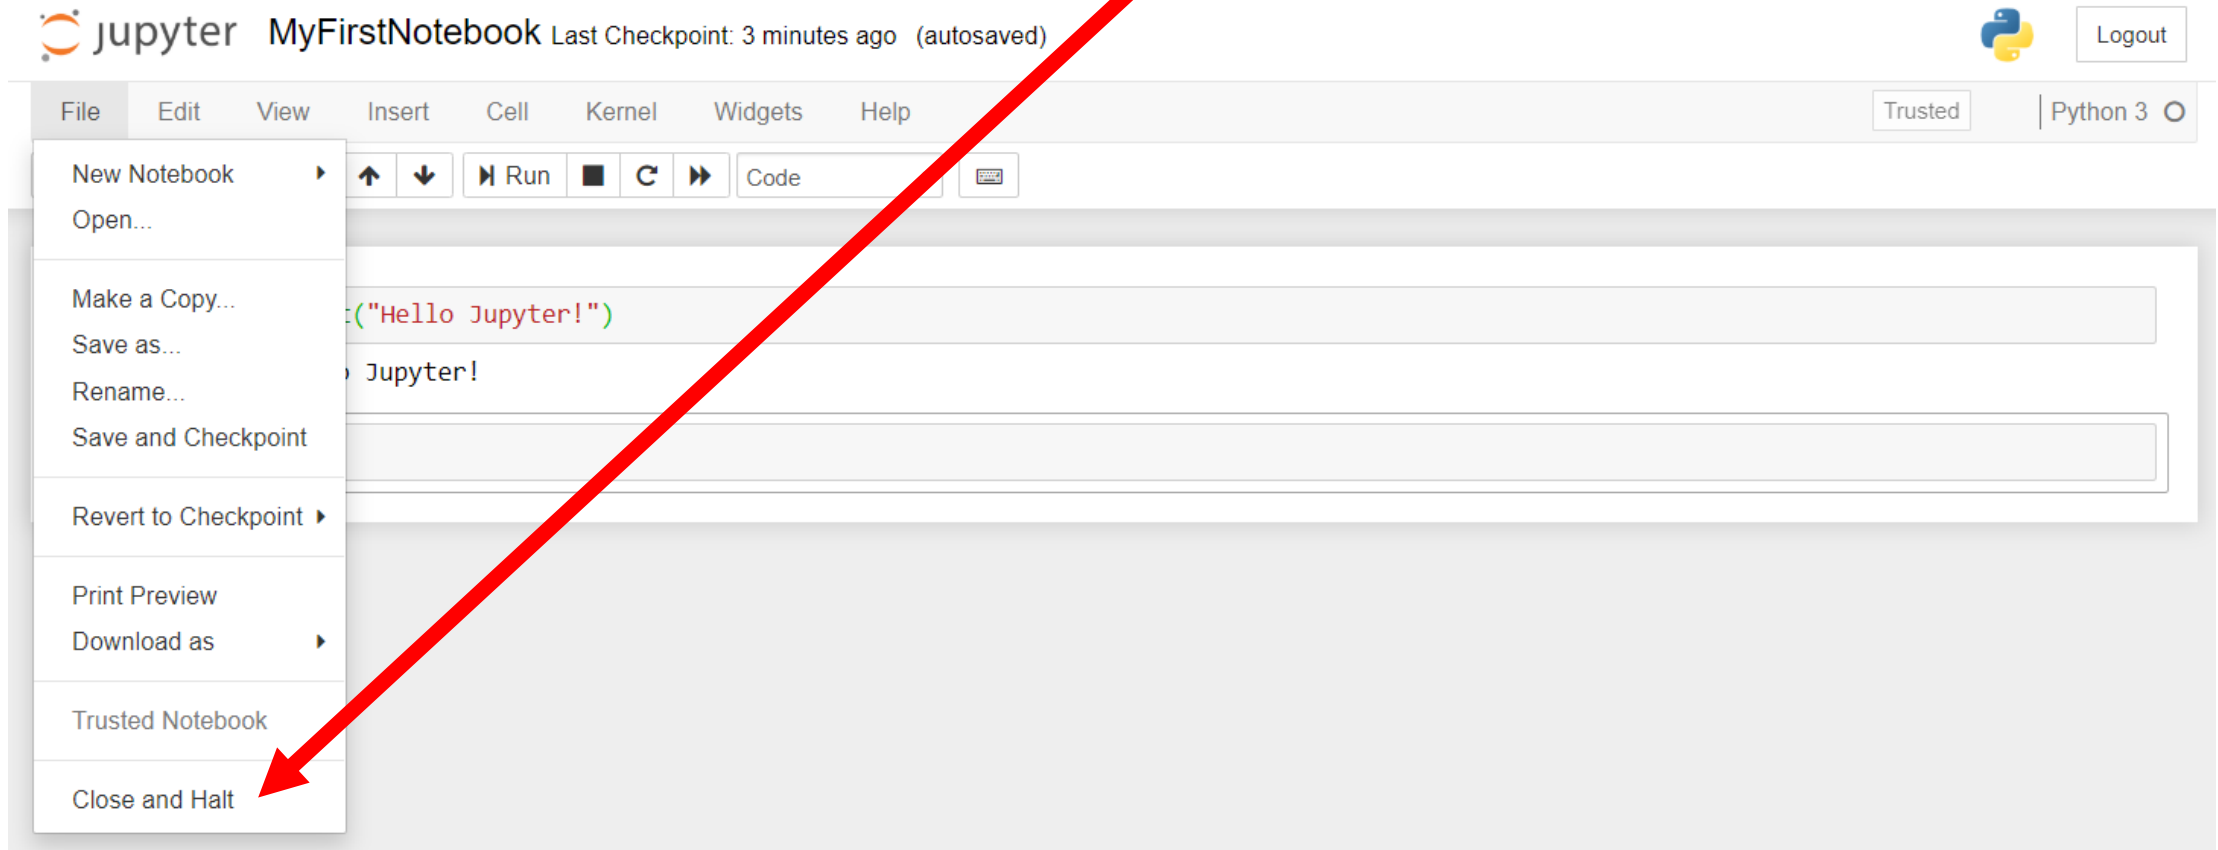 jupyter MyFirstNotebook Last Checkpoint: 3 minutes ago (autosaved) Logout
File Edit View Insert Cell Kernel Widgets Help Trusted Python 3
Run Code
New Notebook
Open...
Make a Copy...
Save as...
Rename...
Save and Checkpoint
Revert to Checkpoint
Print Preview
Download as
Trusted Notebook
Close and Halt
("Hello Jupyter!")
Jupyter!